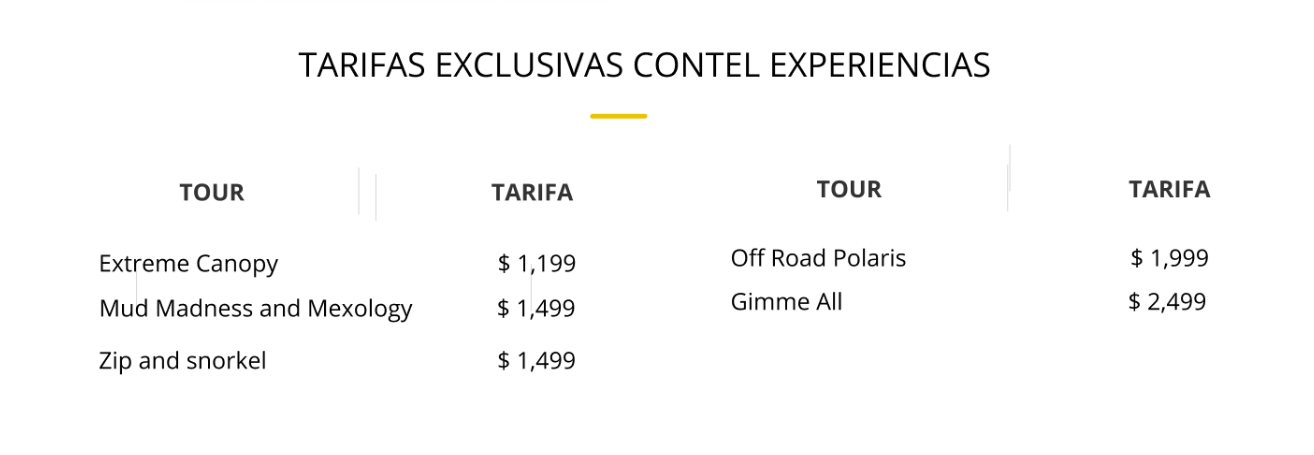 TARIFAS EXCLUSIVAS CONTEL EXPERIENCIAS
TOUR TARIFA
Extreme Canopy $ 1,199
Mud Madness and Mexology $ 1,499
Zip and snorkel $ 1,499
TOUR TARIFA
Off Road Polaris $ 1,999
Gimme All $ 2,499